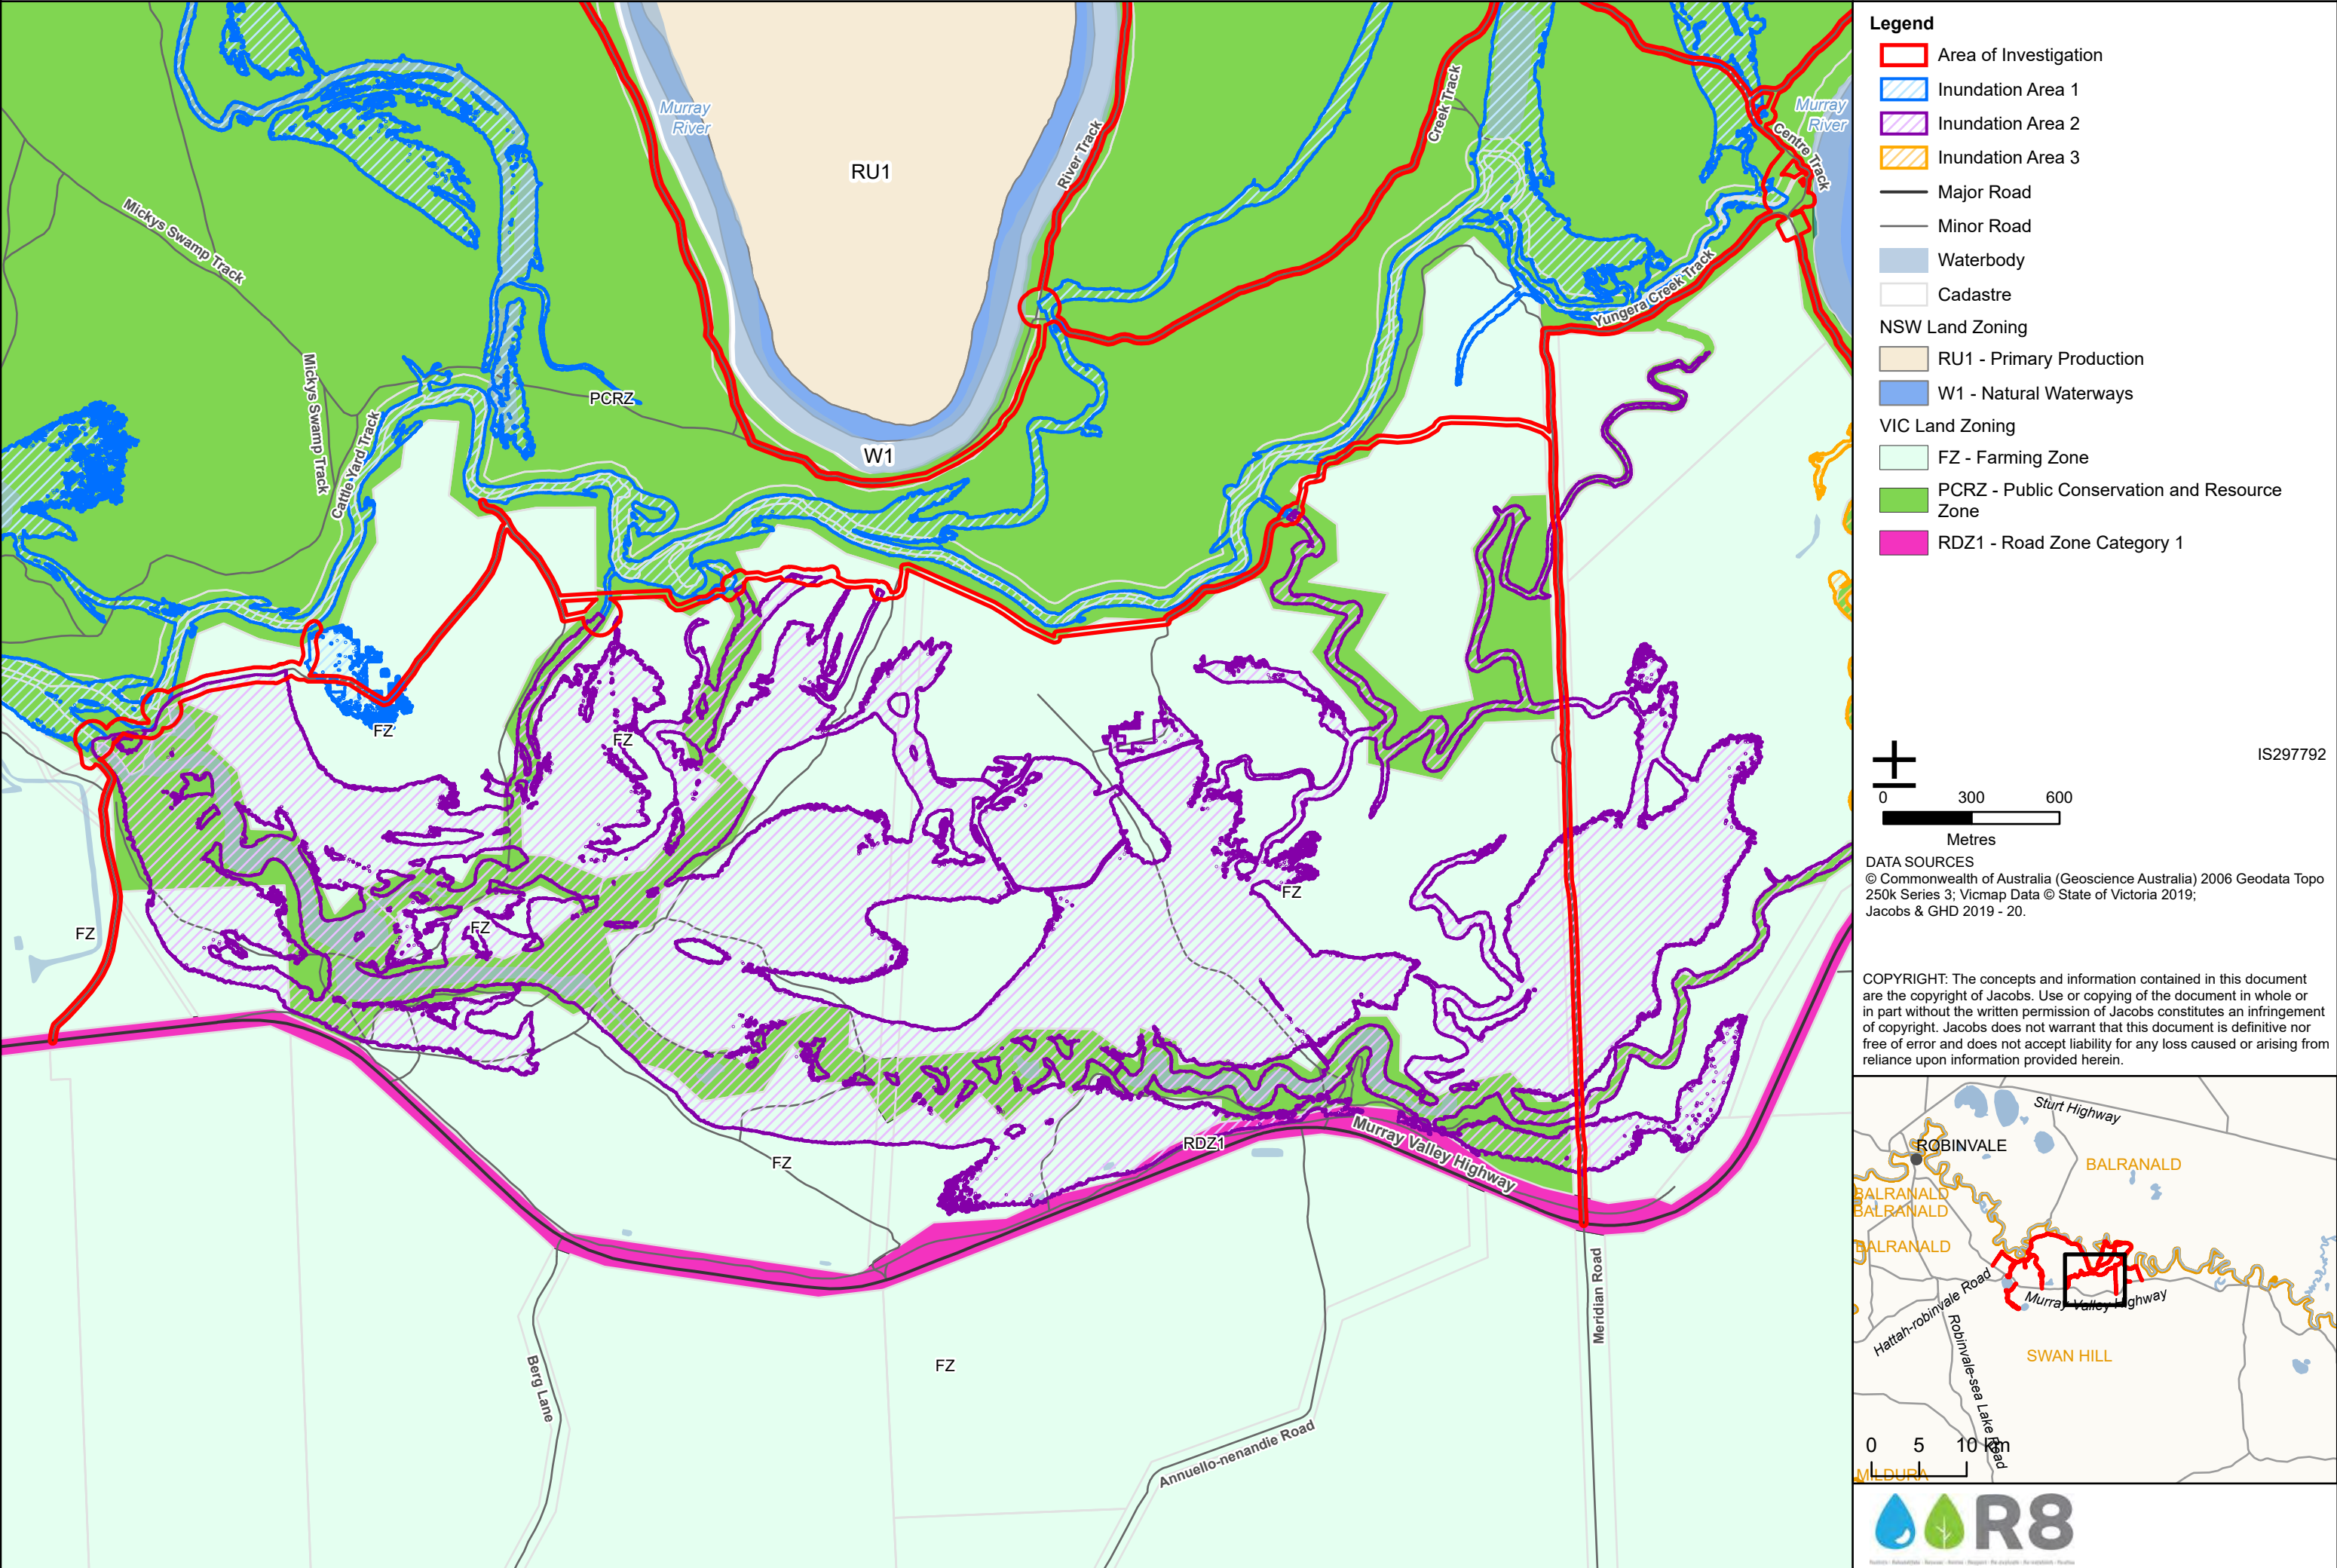 Murray
River
RU1
River Track
Creek Track
Murray
River
Centre Track
Mickys Swamp Track
Yungera Creek Track
Mickys Swamp Track
Cattle Yard Track
PCRZ
W1
FZ
FZ
FZ
FZ
FZ
RDZ1
Murray Valley Highway
FZ
Berg Lane
FZ
Annuello-nenandie Road
Meridian Road
Legend
Area of Investigation
Inundation Area 1
Inundation Area 2
Inundation Area 3
Major Road
Minor Road
Waterbody
Cadastre
NSW Land Zoning
RU1 - Primary Production
W1 - Natural Waterways
VIC Land Zoning
FZ - Farming Zone
PCRZ - Public Conservation and Resource
Zone
RDZ1 - Road Zone Category 1
IS297792
0 300 600
Metres
DATA SOURCES
© Commonwealth of Australia (Geoscience Australia) 2006 Geodata Topo
250k Series 3; Vicmap Data © State of Victoria 2019;
Jacobs & GHD 2019 - 20.
COPYRIGHT: The concepts and information contained in this document
are the copyright of Jacobs. Use or copying of the document in whole or
in part without the written permission of Jacobs constitutes an infringement
of copyright. Jacobs does not warrant that this document is definitive nor
free of error and does not accept liability for any loss caused or arising from
reliance upon information provided herein.
Sturt Highway
ROBINVALE
BALRANALD
BALRANALD
BALRANALD
BALRANALD
Hattah-robinvale Road
Murray Valley Highway
Robinvale-sea Lake Road
SWAN HILL
0 5 10 km
MILDURA
R8